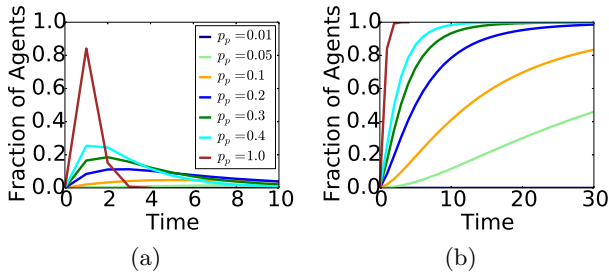 1.0
0.8
0.6
0.4
0.2
0.0
Fraction of Agents
0 2 4 6 8 10
Time
p_p = 0.01
p_p = 0.05
p_p = 0.1
p_p = 0.2
p_p = 0.3
p_p = 0.4
p_p = 1.0
(a)
1.0
0.8
0.6
0.4
0.2
0.0
Fraction of Agents
0 10 20 30
Time
(b)